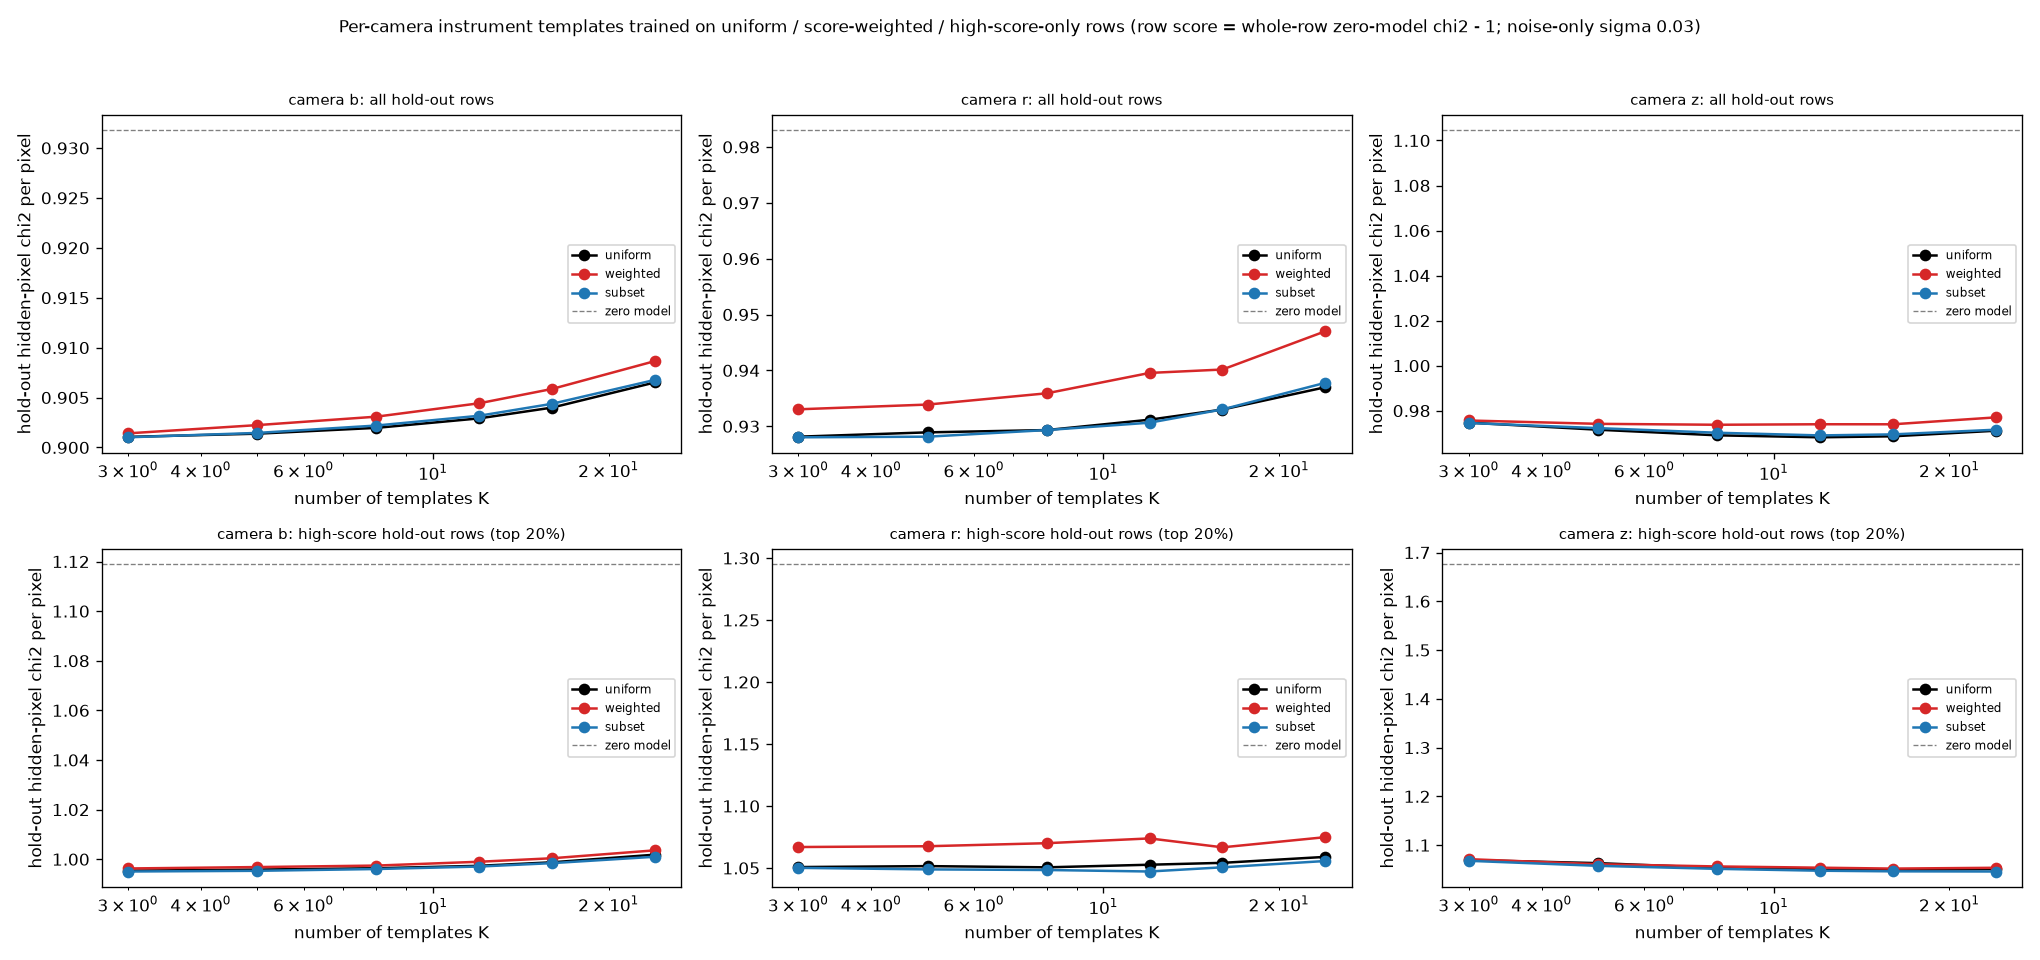 Per-camera instrument templates trained on uniform / score-weighted / high-score-only rows (row score = whole-row zero-model chi2 - 1; noise-only sigma 0.03)
camera b: all hold-out rows
hold-out hidden-pixel chi2 per pixel
0.930
0.925
0.920
0.915
0.910
0.905
0.900
uniform
weighted
subset
zero model
3 × 10⁰ 4 × 10⁰ 6 × 10⁰ 10¹ 2 × 10¹
number of templates K
camera r: all hold-out rows
hold-out hidden-pixel chi2 per pixel
0.98
0.97
0.96
0.95
0.94
0.93
uniform
weighted
subset
zero model
3 × 10⁰ 4 × 10⁰ 6 × 10⁰ 10¹ 2 × 10¹
number of templates K
camera z: all hold-out rows
hold-out hidden-pixel chi2 per pixel
1.10
1.08
1.06
1.04
1.02
1.00
0.98
uniform
weighted
subset
zero model
3 × 10⁰ 4 × 10⁰ 6 × 10⁰ 10¹ 2 × 10¹
number of templates K
camera b: high-score hold-out rows (top 20%)
hold-out hidden-pixel chi2 per pixel
1.12
1.10
1.08
1.06
1.04
1.02
1.00
uniform
weighted
subset
zero model
3 × 10⁰ 4 × 10⁰ 6 × 10⁰ 10¹ 2 × 10¹
number of templates K
camera r: high-score hold-out rows (top 20%)
hold-out hidden-pixel chi2 per pixel
1.30
1.25
1.20
1.15
1.10
1.05
uniform
weighted
subset
zero model
3 × 10⁰ 4 × 10⁰ 6 × 10⁰ 10¹ 2 × 10¹
number of templates K
camera z: high-score hold-out rows (top 20%)
hold-out hidden-pixel chi2 per pixel
1.7
1.6
1.5
1.4
1.3
1.2
1.1
uniform
weighted
subset
zero model
3 × 10⁰ 4 × 10⁰ 6 × 10⁰ 10¹ 2 × 10¹
number of templates K